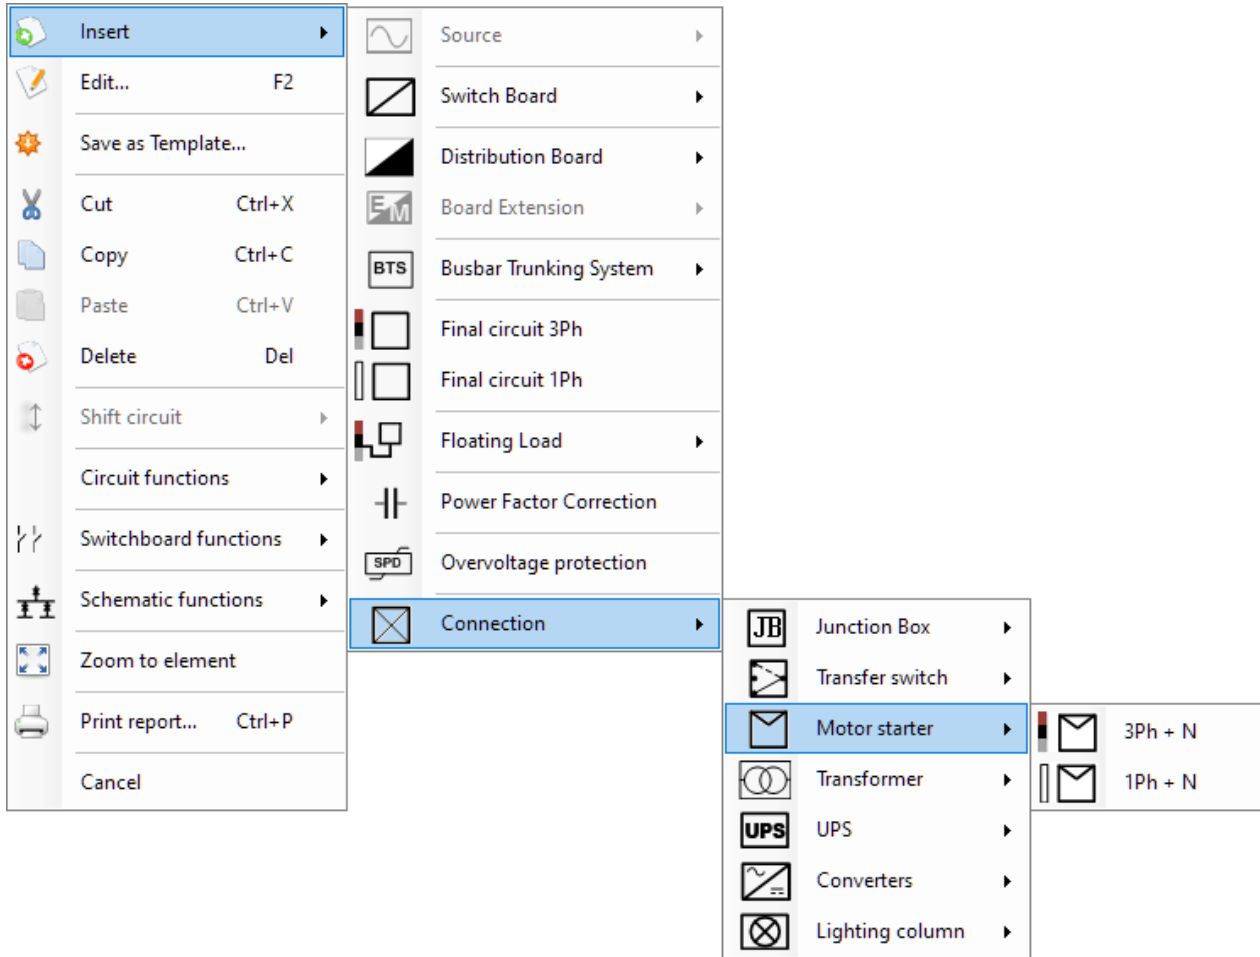 Insert
Edit... F2
Save as Template...
Cut Ctrl+X
Copy Ctrl+C
Paste Ctrl+V
Delete Del
Shift circuit
Circuit functions
Switchboard functions
Schematic functions
Zoom to element
Print report... Ctrl+P
Cancel
Source
Switch Board
Distribution Board
EM Board Extension
BTS Busbar Trunking System
Final circuit 3Ph
Final circuit 1Ph
Floating Load
Power Factor Correction
SPD Overvoltage protection
Connection
JB Junction Box
Transfer switch
Motor starter
Transformer
UPS UPS
Converters
Lighting column
3Ph + N
1Ph + N